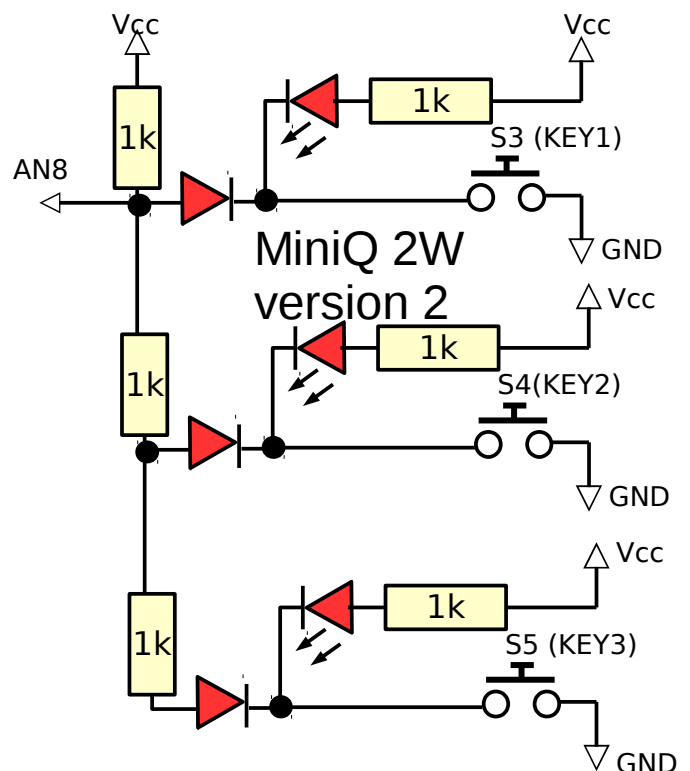 Vcc
Vcc
1k
1k
S3 (KEY1)
AN8
GND
MiniQ 2W
version 2
Vcc
1k
1k
S4(KEY2)
GND
Vcc
1k
1k
S5 (KEY3)
GND